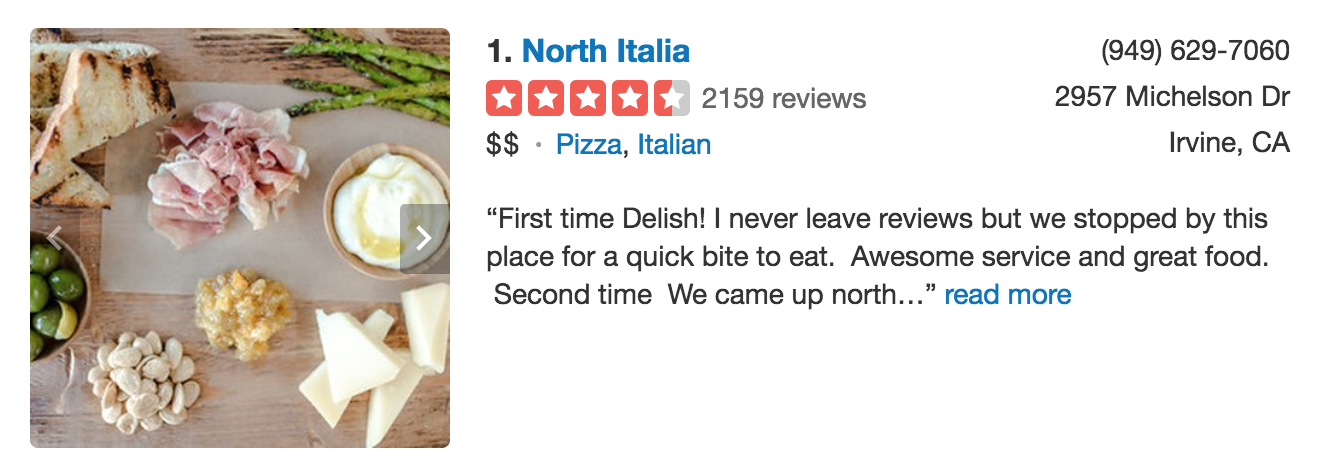 1. North Italia
2159 reviews
$$ · Pizza, Italian
(949) 629-7060
2957 Michelson Dr
Irvine, CA
“First time Delish! I never leave reviews but we stopped by this
place for a quick bite to eat.  Awesome service and great food.
 Second time  We came up north…” read more